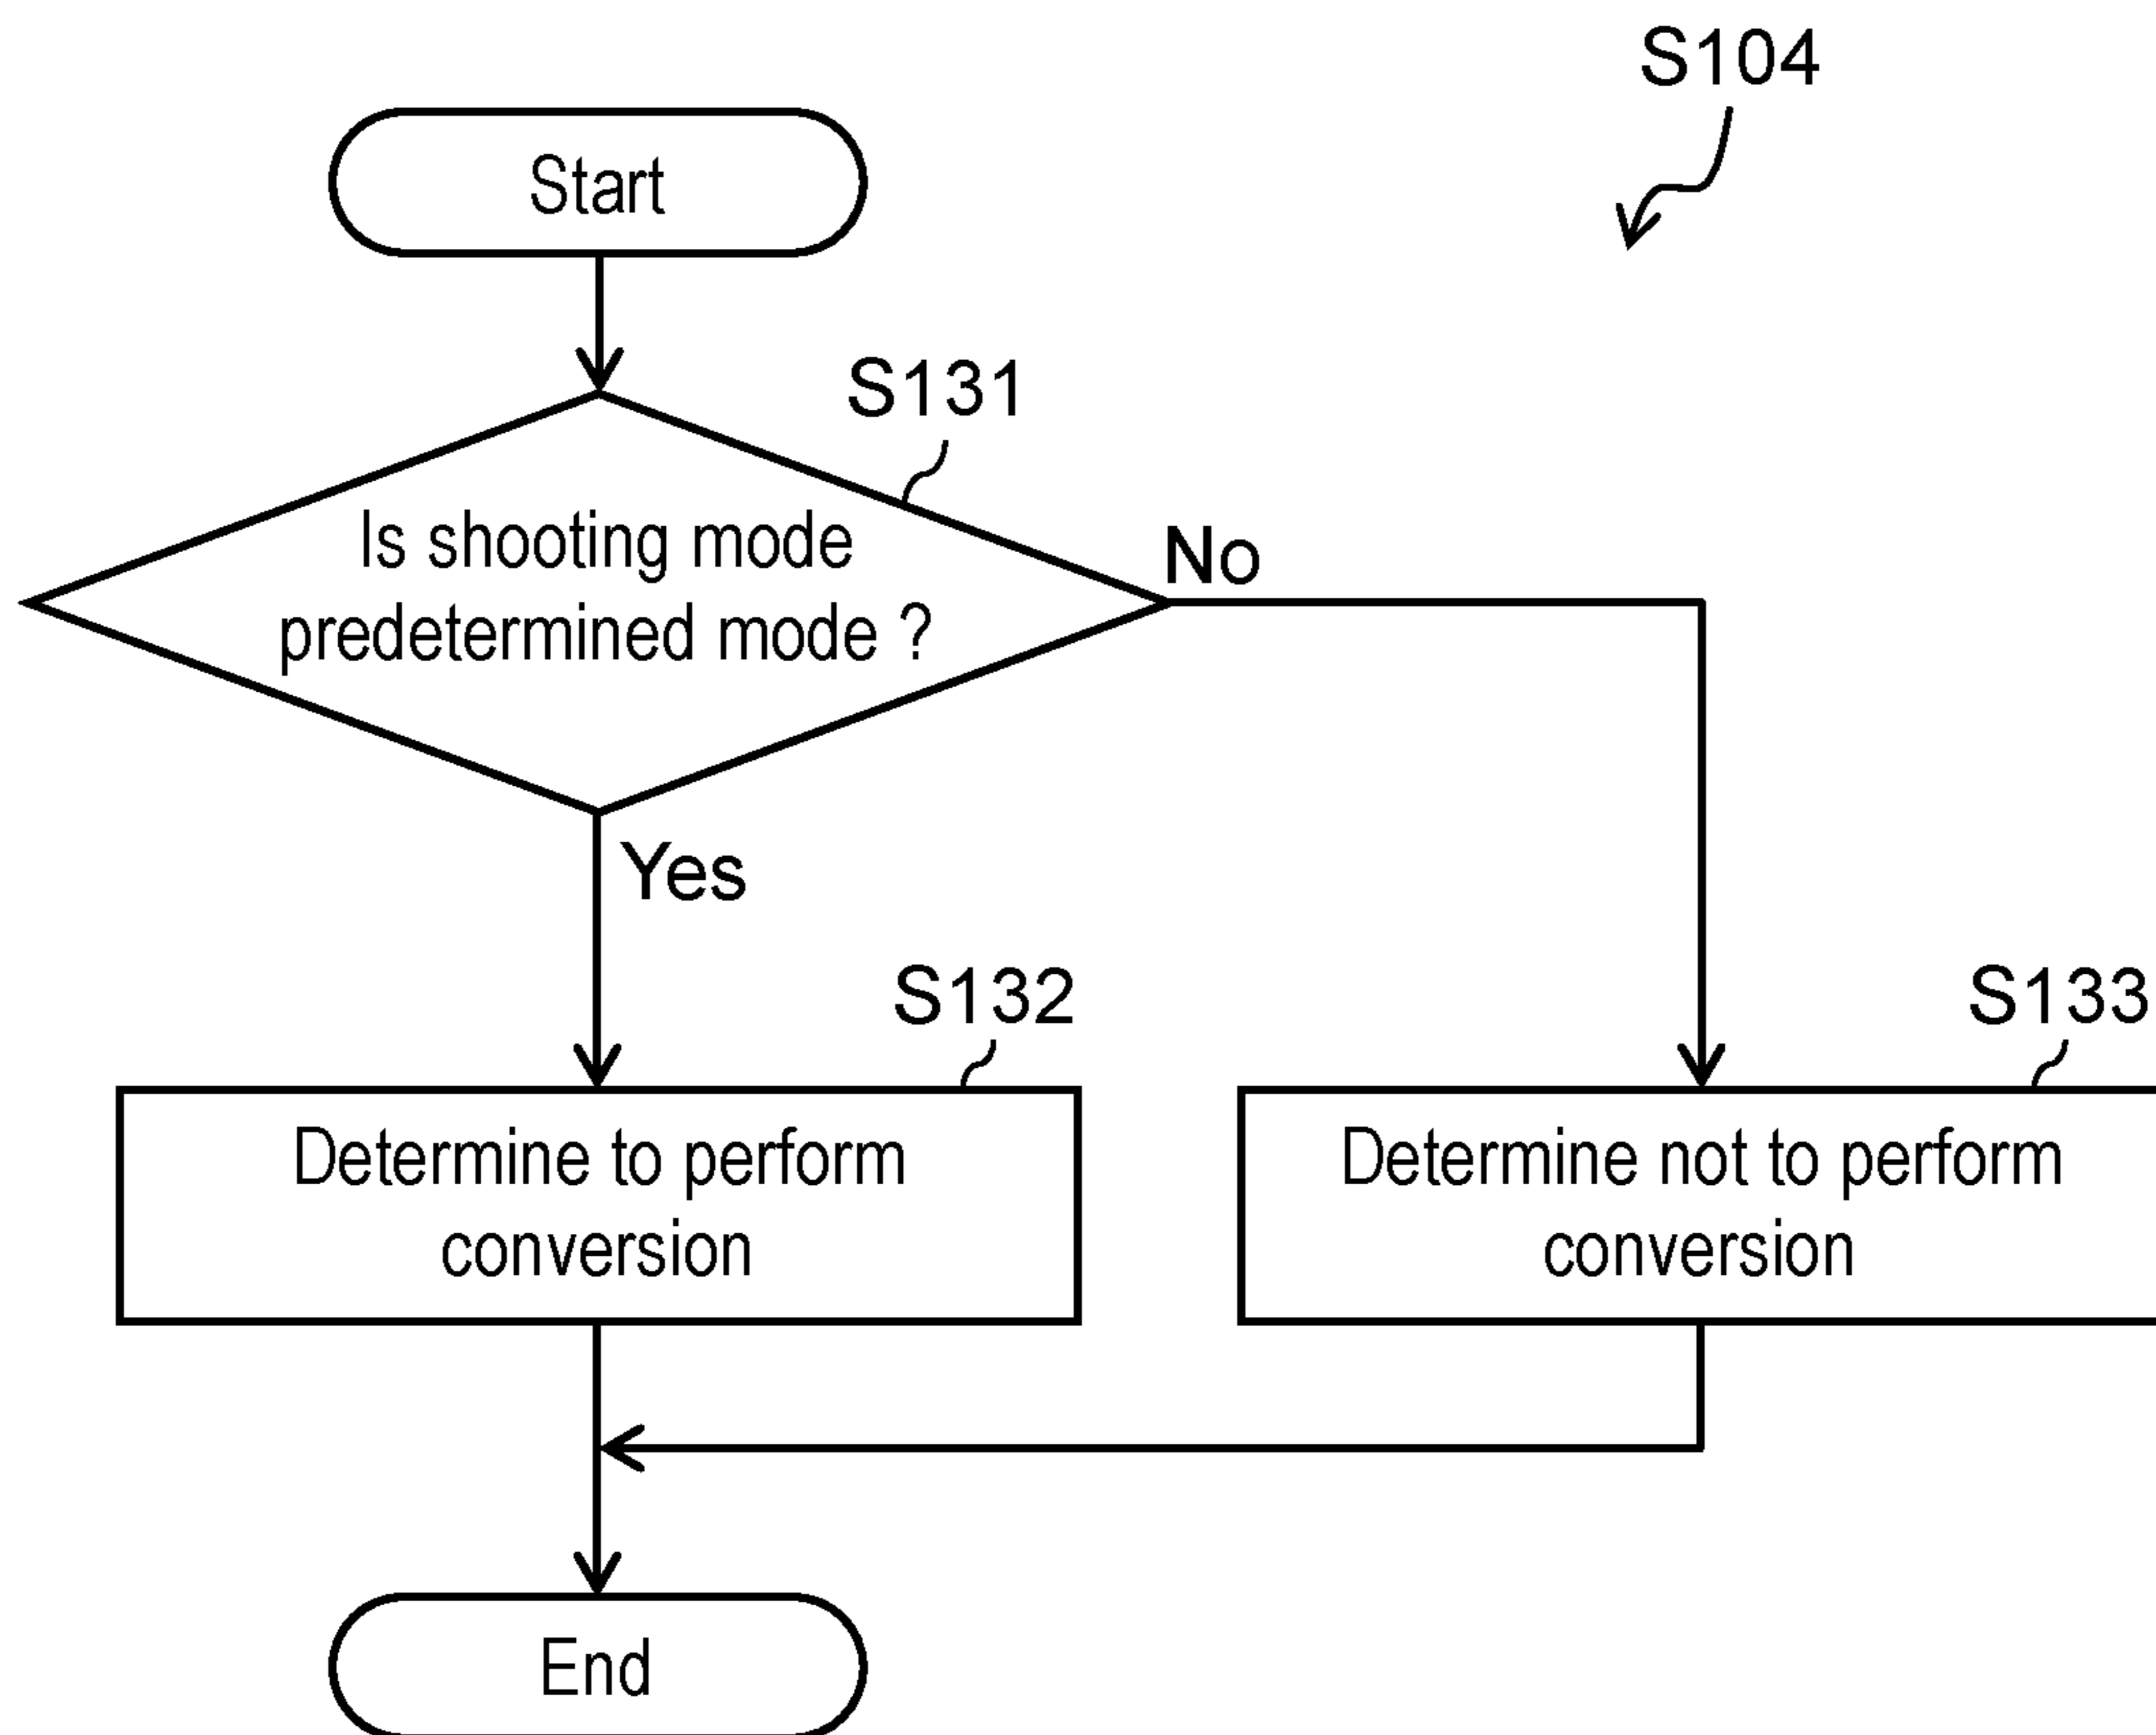 S104
Start
S131
Is shooting mode
predetermined mode ?
No
Yes
S132
Determine to perform
conversion
S133
Determine not to perform
conversion
End